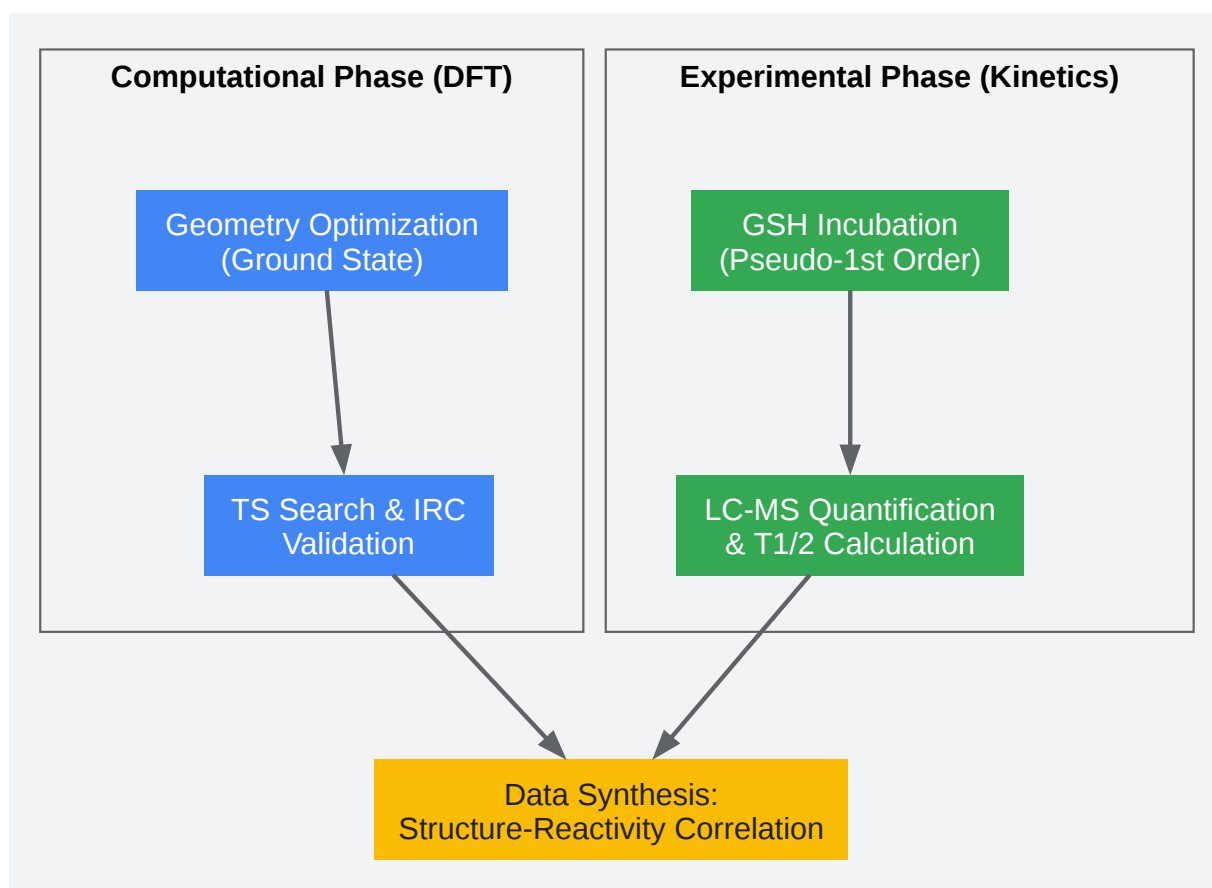 Computational Phase (DFT)
Geometry Optimization
(Ground State)
TS Search & IRC
Validation
Experimental Phase (Kinetics)
GSH Incubation
(Pseudo-1st Order)
LC-MS Quantification
& T1/2 Calculation
Data Synthesis:
Structure-Reactivity Correlation